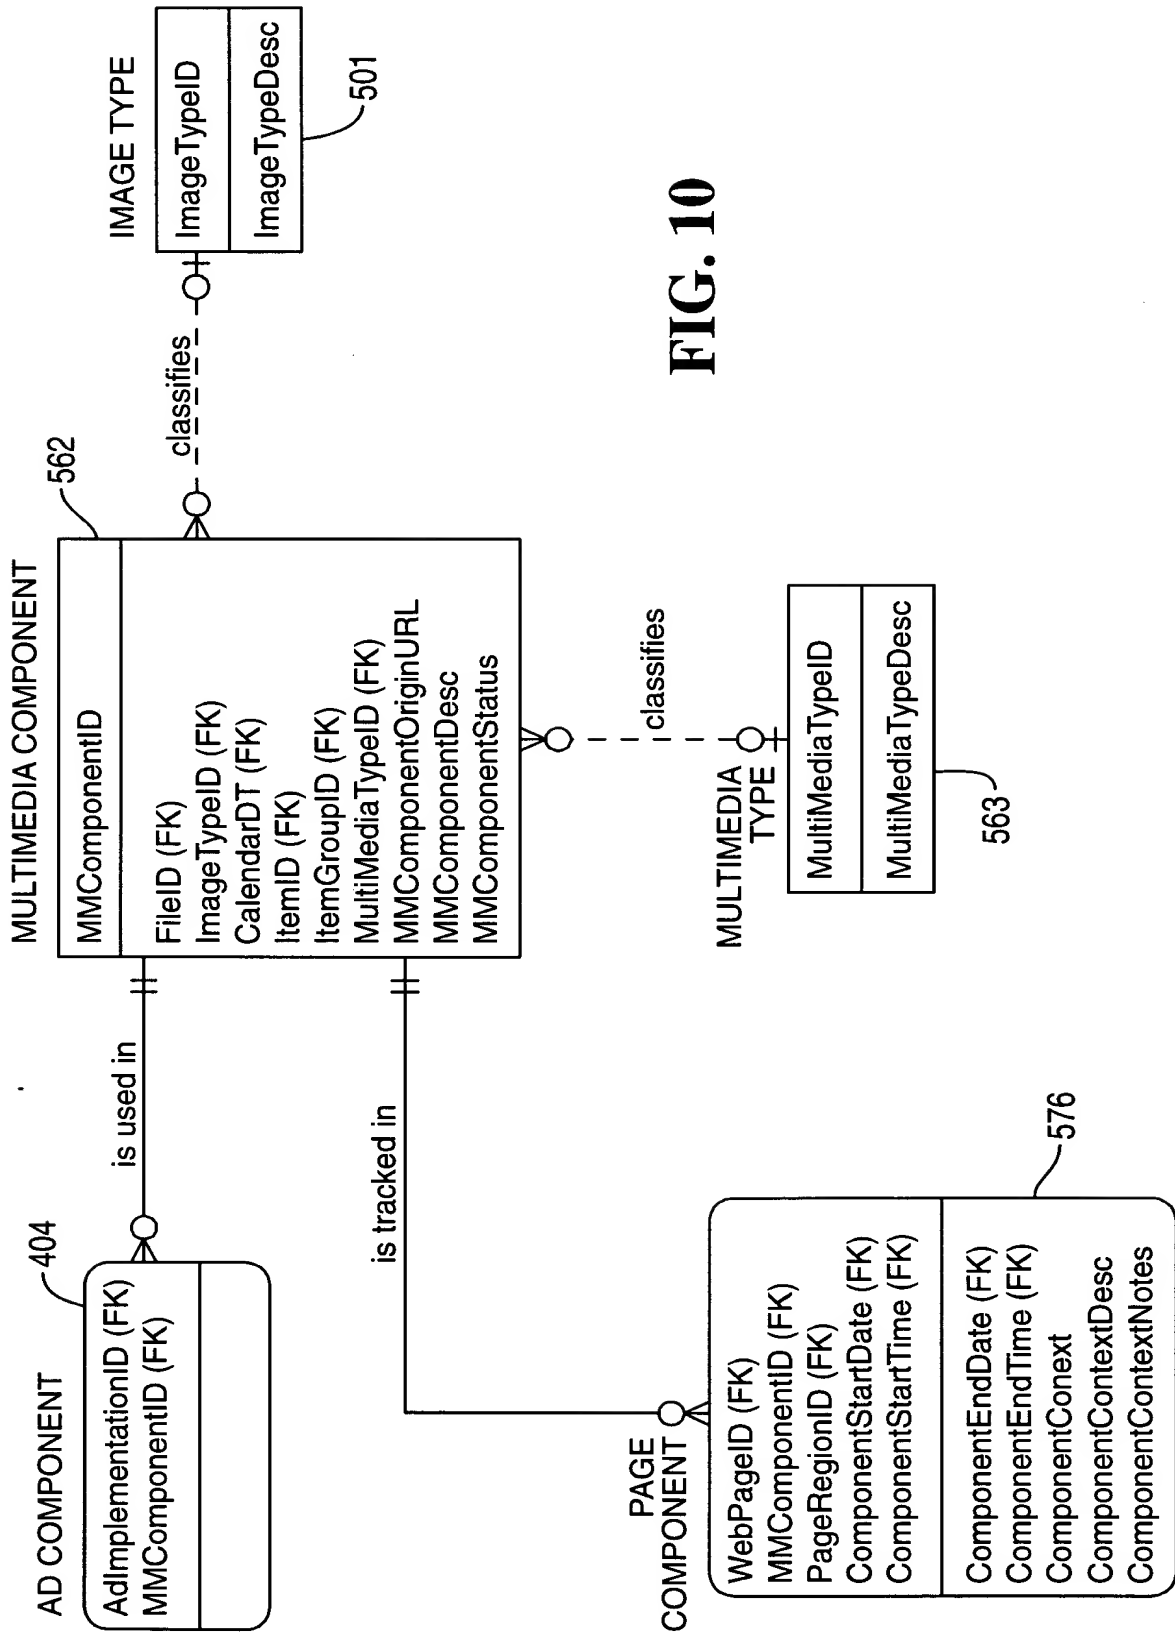 AD COMPONENT
404
AdImplementationID (FK)
MMComponentID (FK)
is used in
MULTIMEDIA COMPONENT
562
MMComponentID
FileID (FK)
ImageTypeID (FK)
CalendarDT (FK)
ItemID (FK)
ItemGroupID (FK)
MultiMediaTypeID (FK)
MMComponentOriginURL
MMComponentDesc
MMComponentStatus
classifies
IMAGE TYPE
ImageTypeID
ImageTypeDesc
501
is tracked in
PAGE
COMPONENT
WebPageID (FK)
MMComponentID (FK)
PageRegionID (FK)
ComponentStartDate (FK)
ComponentStartTime (FK)
ComponentEndDate (FK)
ComponentEndTime (FK)
ComponentConext
ComponentContextDesc
ComponentContextNotes
576
classifies
MULTIMEDIA
TYPE
MultiMediaTypeID
MultiMediaTypeDesc
563
FIG. 10